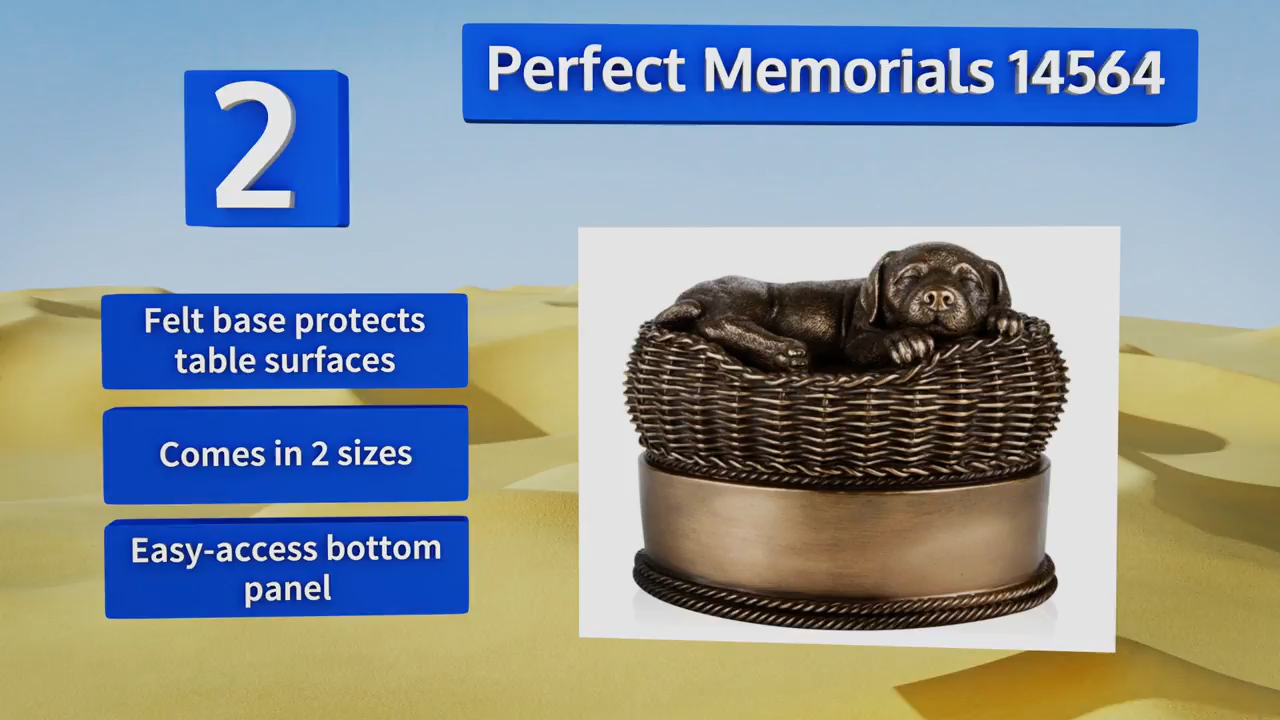 2
Perfect Memorials 14564
Felt base protects
table surfaces
Comes in 2 sizes
Easy-access bottom
panel